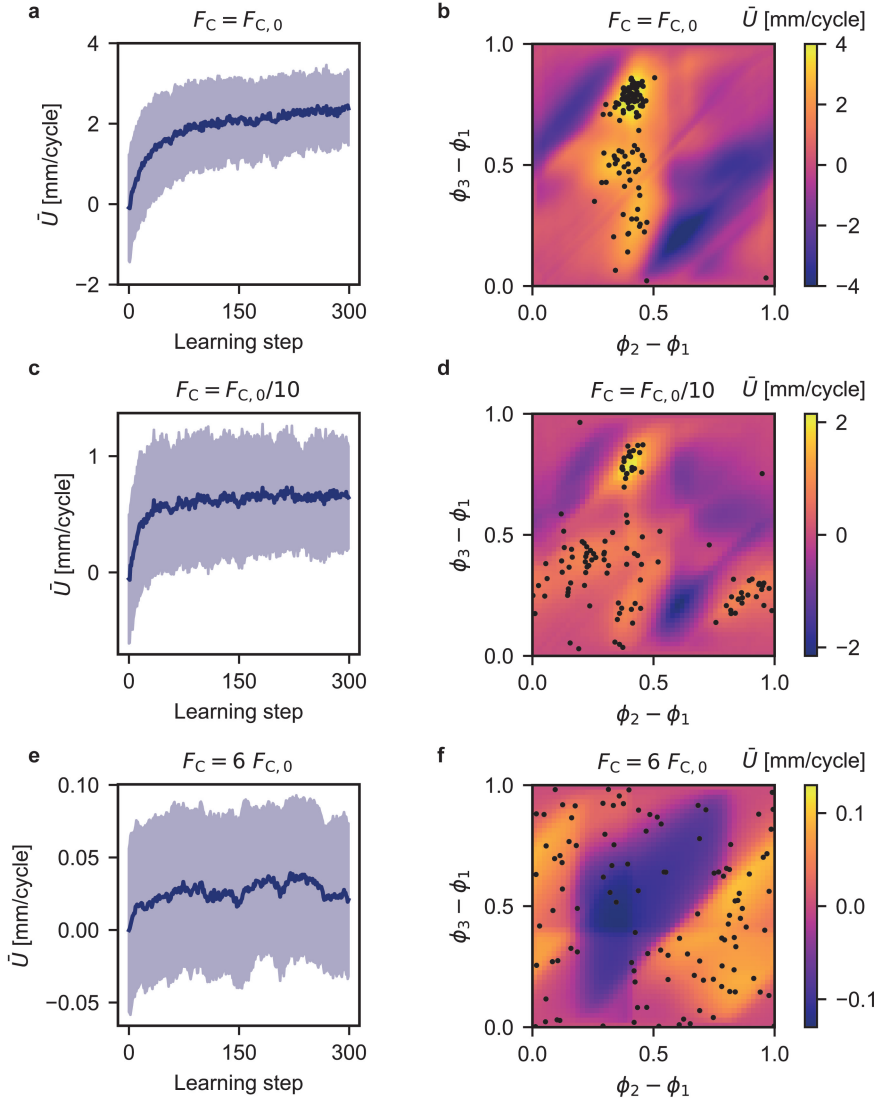 a
F_C = F_C, 0
4
2
0
−2
Ū [mm/cycle]
0
150
300
Learning step
b
F_C = F_C, 0
Ū [mm/cycle]
1.0
0.5
0.0
ϕ_3 − ϕ_1
0.0
0.5
1.0
ϕ_2 − ϕ_1
4
2
0
−2
−4
c
F_C = F_C, 0/10
1
0
Ū [mm/cycle]
0
150
300
Learning step
d
F_C = F_C, 0/10
Ū [mm/cycle]
1.0
0.5
0.0
ϕ_3 − ϕ_1
0.0
0.5
1.0
ϕ_2 − ϕ_1
2
0
−2
e
F_C = 6 F_C, 0
0.10
0.05
0.00
−0.05
Ū [mm/cycle]
0
150
300
Learning step
f
F_C = 6 F_C, 0
Ū [mm/cycle]
1.0
0.5
0.0
ϕ_3 − ϕ_1
0.0
0.5
1.0
ϕ_2 − ϕ_1
0.1
0.0
−0.1